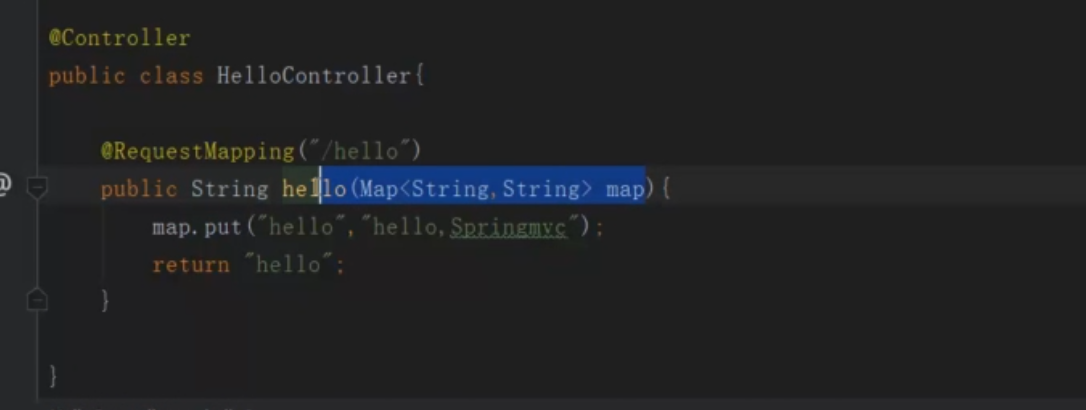 @Controller
public class HelloController{
@RequestMapping("/hello")
public String hello(Map<String,String> map){
map.put("hello","hello,Springmvc");
return "hello";
}
}